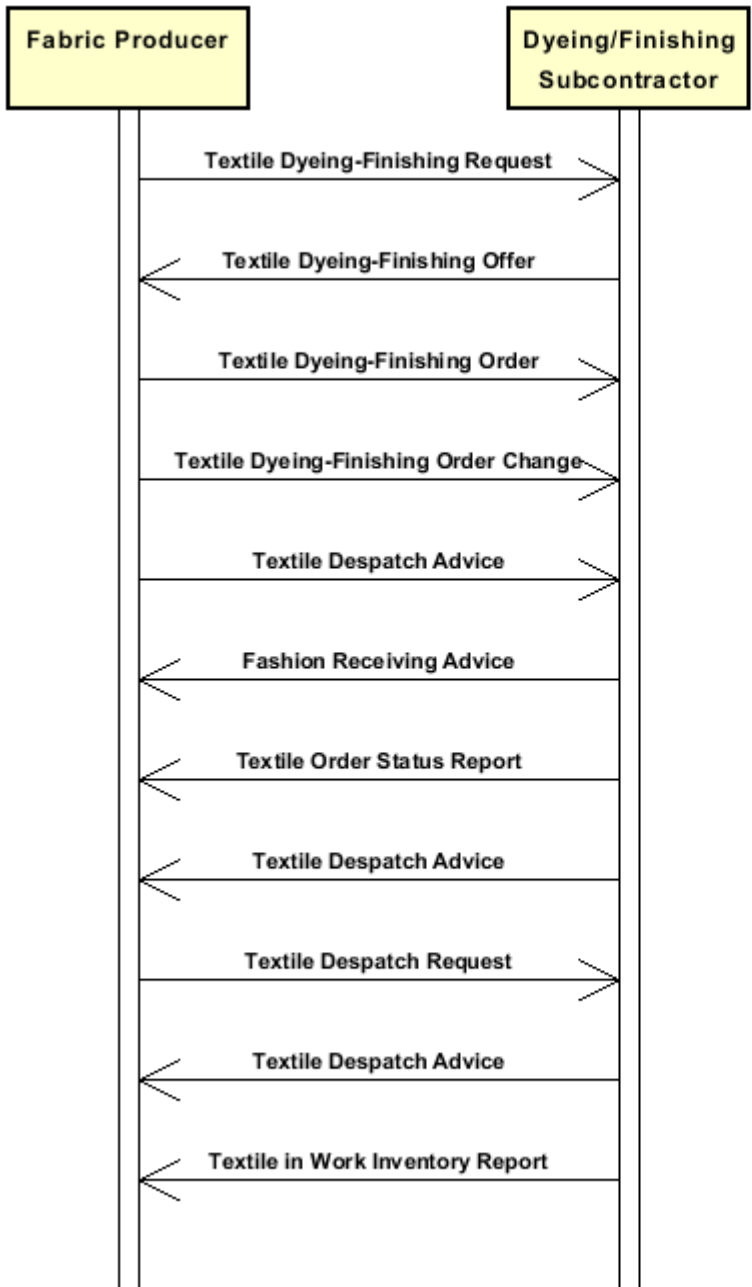 Fabric Producer
Dyeing/Finishing
Subcontractor
Textile Dyeing-Finishing Request
Textile Dyeing-Finishing Offer
Textile Dyeing-Finishing Order
Textile Dyeing-Finishing Order Change
Textile Despatch Advice
Fashion Receiving Advice
Textile Order Status Report
Textile Despatch Advice
Textile Despatch Request
Textile Despatch Advice
Textile in Work Inventory Report